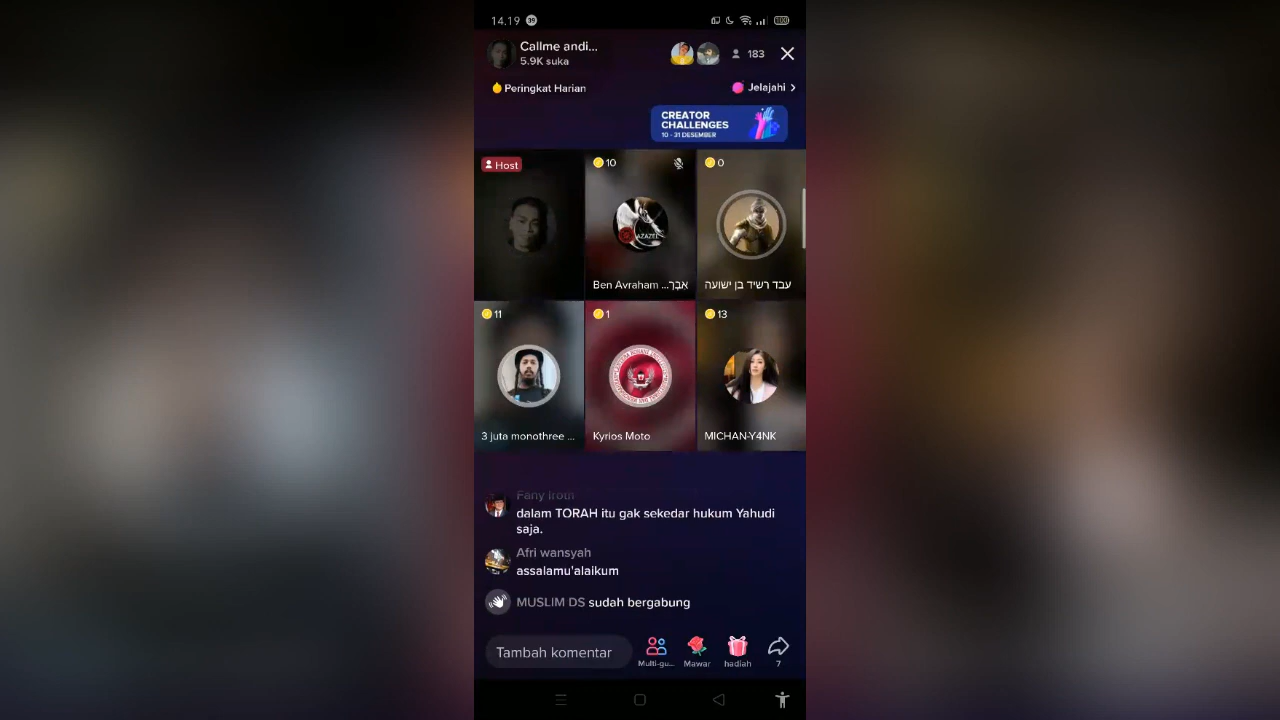 14.19
39
100
Callme andi...
5.9K suka
183
Peringkat Harian
Jelajahi
CREATOR
CHALLENGES
10 - 31 DESEMBER
Host
10
0
AZAZEL
Ben Avraham ...אבֶךָ
עבד רשיד בן ישועה
11
1
13
3 juta monothree ...
Kyrios Moto
MICHAN-Y4NK
Fany Iroth
dalam TORAH itu gak sekedar hukum Yahudi
saja.
Afri wansyah
assalamu'alaikum
MUSLIM DS sudah bergabung
Tambah komentar
Multi-gu...
Mawar
hadiah
7